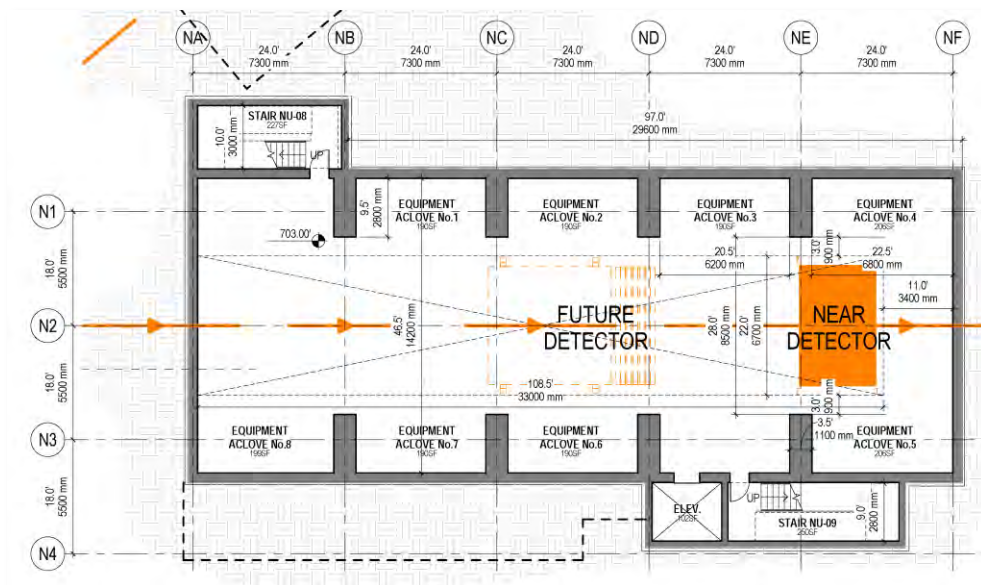 NA NB NC ND NE NF
24.0' 24.0' 24.0' 24.0' 24.0'
7300 mm 7300 mm 7300 mm 7300 mm 7300 mm
STAIR NU-08
227SF
97.0'
29600 mm
10.0'
3000 mm
UP
N1
EQUIPMENT
ACLOVE No.1
190SF
EQUIPMENT
ACLOVE No.2
190SF
EQUIPMENT
ACLOVE No.3
190SF
EQUIPMENT
ACLOVE No.4
206SF
9.5'
2800 mm
703.00'
20.5'
6200 mm
3.0'
900 mm
22.5'
6800 mm
18.0'
5500 mm
11.0'
3400 mm
N2
46.5'
14200 mm
FUTURE
DETECTOR
28.0'
8500 mm
22.0'
6700 mm
NEAR
DETECTOR
18.0'
5500 mm
108.5'
33000 mm
3.0'
900 mm
3.5'
1100 mm
N3
EQUIPMENT
ACLOVE No.8
199SF
EQUIPMENT
ACLOVE No.7
190SF
EQUIPMENT
ACLOVE No.6
190SF
EQUIPMENT
ACLOVE No.5
206SF
18.0'
5500 mm
ELEV.
102SF
UP
STAIR NU-09
260SF
9.0'
2800 mm
N4